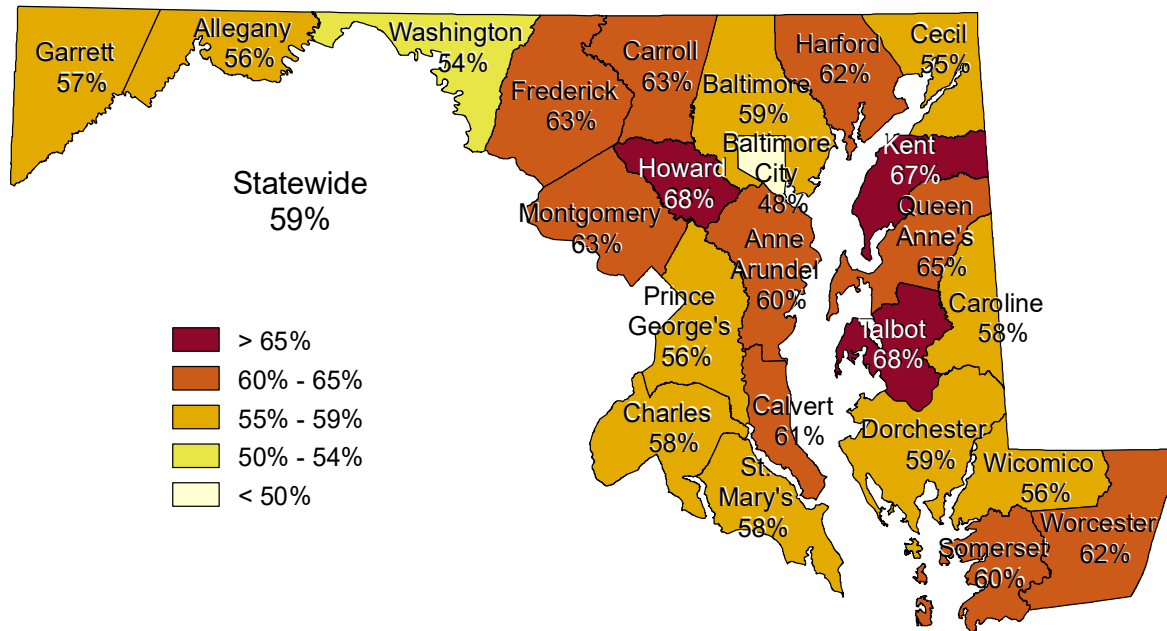 Garrett
57%
Allegany
56%
Washington
54%
Frederick
63%
Carroll
63%
Baltimore
59%
Baltimore
City
48%
Harford
62%
Cecil
55%
Howard
68%
Kent
67%
Montgomery
63%
Queen
Anne's
65%
Anne
Arundel
60%
Prince
George's
56%
Caroline
58%
Talbot
68%
Charles
58%
Calvert
61%
Dorchester
59%
St.
Mary's
58%
Wicomico
56%
Worcester
62%
Somerset
60%
Statewide
59%
> 65%
60% - 65%
55% - 59%
50% - 54%
< 50%